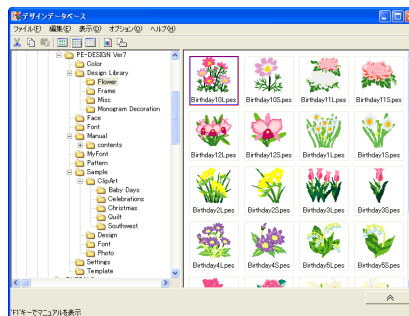 デザインデータベース
ファイル(F) 編集(E) 表示(D) オプション(O) ヘルプ(H)
PE-DESIGN Ver7
Color
Design Library
Flower
Frame
Misc
Monogram Decoration
Face
Font
Manual
contents
MyFont
Pattern
Sample
ClipArt
Baby Days
Celebrations
Christmas
Quilt
Southwest
Design
Font
Photo
Settings
Template
Birthday10L.pes Birthday10S.pes Birthday11L.pes Birthday11S.pes
Birthday12L.pes Birthday12S.pes Birthday1L.pes Birthday1S.pes
Birthday2L.pes Birthday2S.pes Birthday3L.pes Birthday3S.pes
Birthday4L.pes Birthday4S.pes Birthday5L.pes Birthday5S.pes
'F1'キーでマニュアルを表示